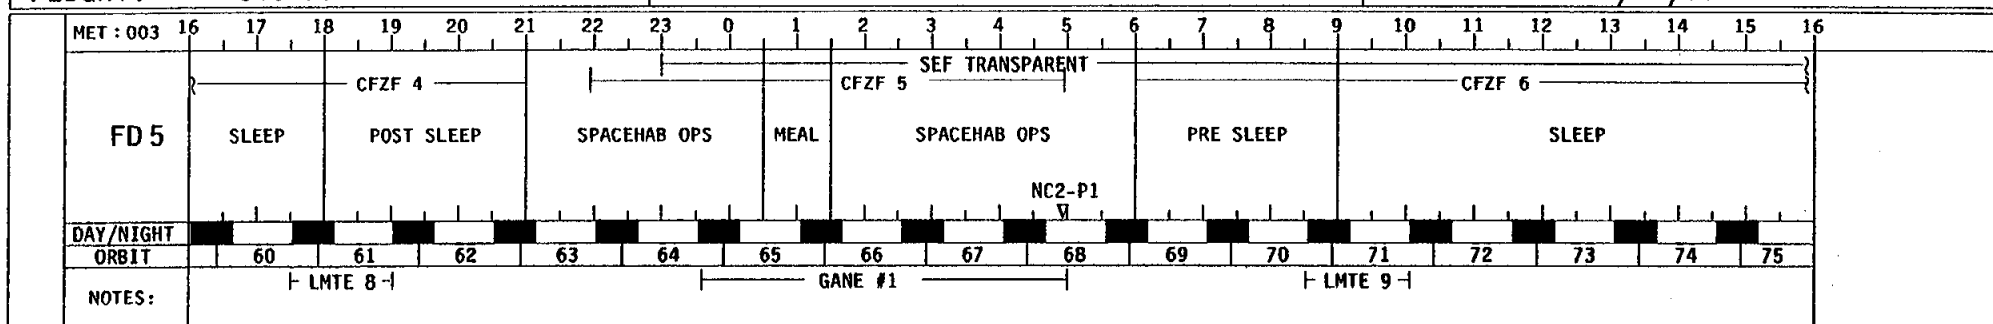 MET : 003 16 17 18 19 20 21 22 23 0 1 2 3 4 5 6 7 8 9 10 11 12 13 14 15 16
SEF TRANSPARENT
CFZF 4 CFZF 5 CFZF 6
FD 5 SLEEP POST SLEEP SPACEHAB OPS MEAL SPACEHAB OPS PRE SLEEP SLEEP
NC2-P1
DAY/NIGHT
ORBIT 60 61 62 63 64 65 66 67 68 69 70 71 72 73 74 75
LMTE 8 GANE #1 LMTE 9
NOTES: